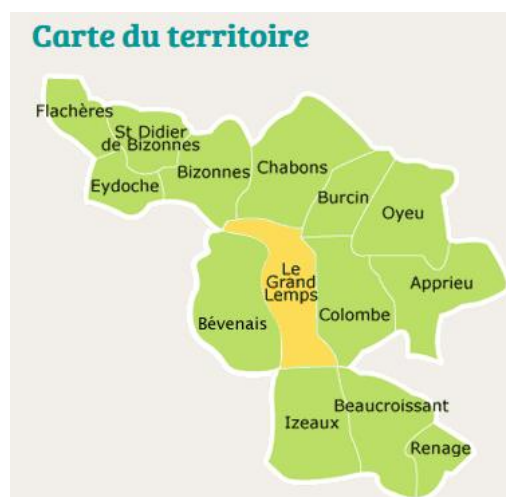 Carte du territoire
Flachères
St Didier
de Bizonnes
Eydoche
Bizonnes
Chabons
Burcin
Oyeu
Le
Grand
Lemps
Apprieu
Colombe
Bévenais
Beaucroissant
Izeaux
Renage